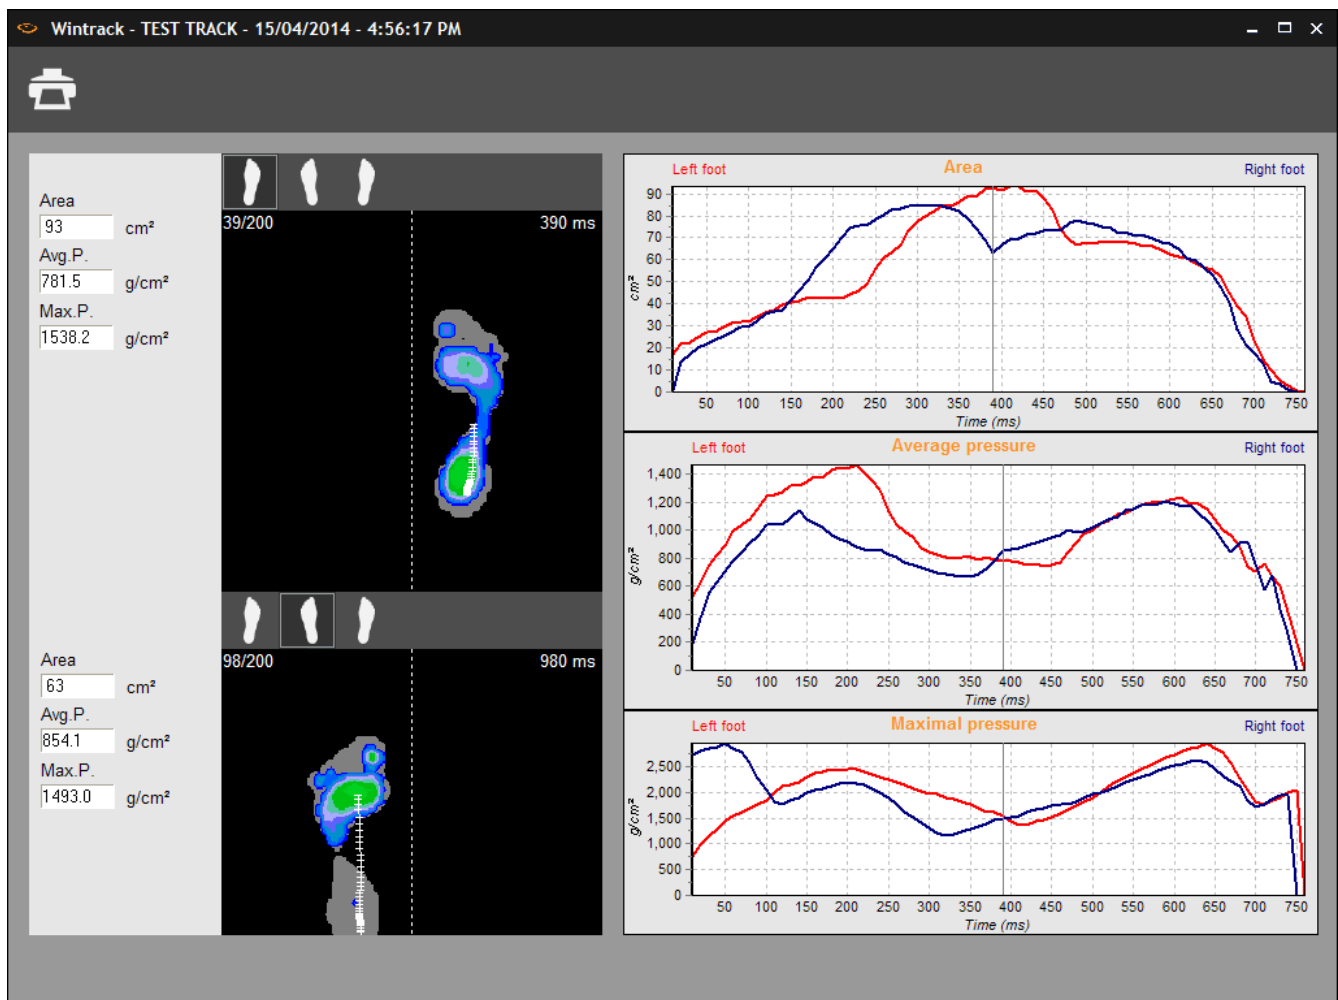 Wintrack - TEST TRACK - 15/04/2014 - 4:56:17 PM
Area
93 cm²
Avg.P.
781.5 g/cm²
Max.P.
1538.2 g/cm²
39/200 390 ms
Area
63 cm²
Avg.P.
854.1 g/cm²
Max.P.
1493.0 g/cm²
98/200 980 ms
Left foot Area Right foot
90
80
70
60
50
40
30
20
10
0
cm²
50 100 150 200 250 300 350 400 450 500 550 600 650 700 750
Time (ms)
Left foot Average pressure Right foot
1,400
1,200
1,000
800
600
400
200
0
g/cm²
50 100 150 200 250 300 350 400 450 500 550 600 650 700 750
Time (ms)
Left foot Maximal pressure Right foot
2,500
2,000
1,500
1,000
500
0
g/cm²
50 100 150 200 250 300 350 400 450 500 550 600 650 700 750
Time (ms)